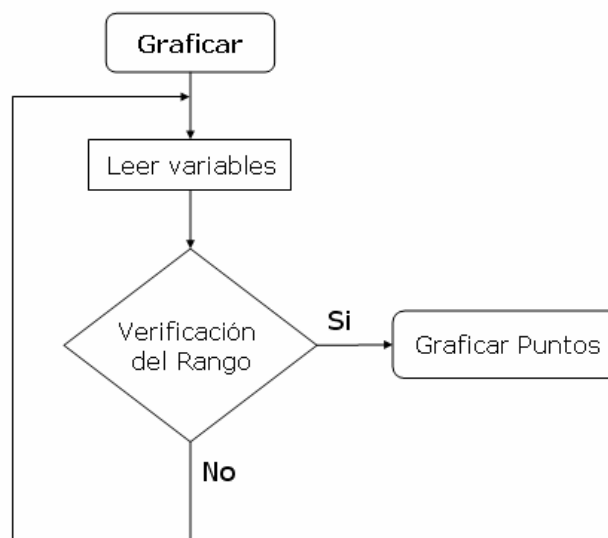 Graficar
Leer variables
Verificación
del Rango
Si
Graficar Puntos
No